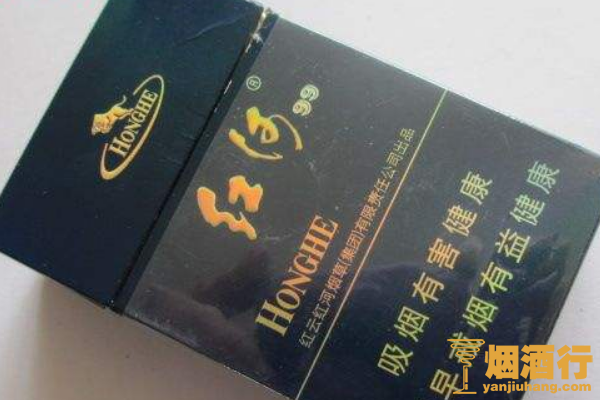 HONGHE
红河®99
HONGHE
红云红河烟草(集团)有限责任公司出品
吸烟有害健康
早戒烟有益健康
烟酒行
yanjiuhang.com